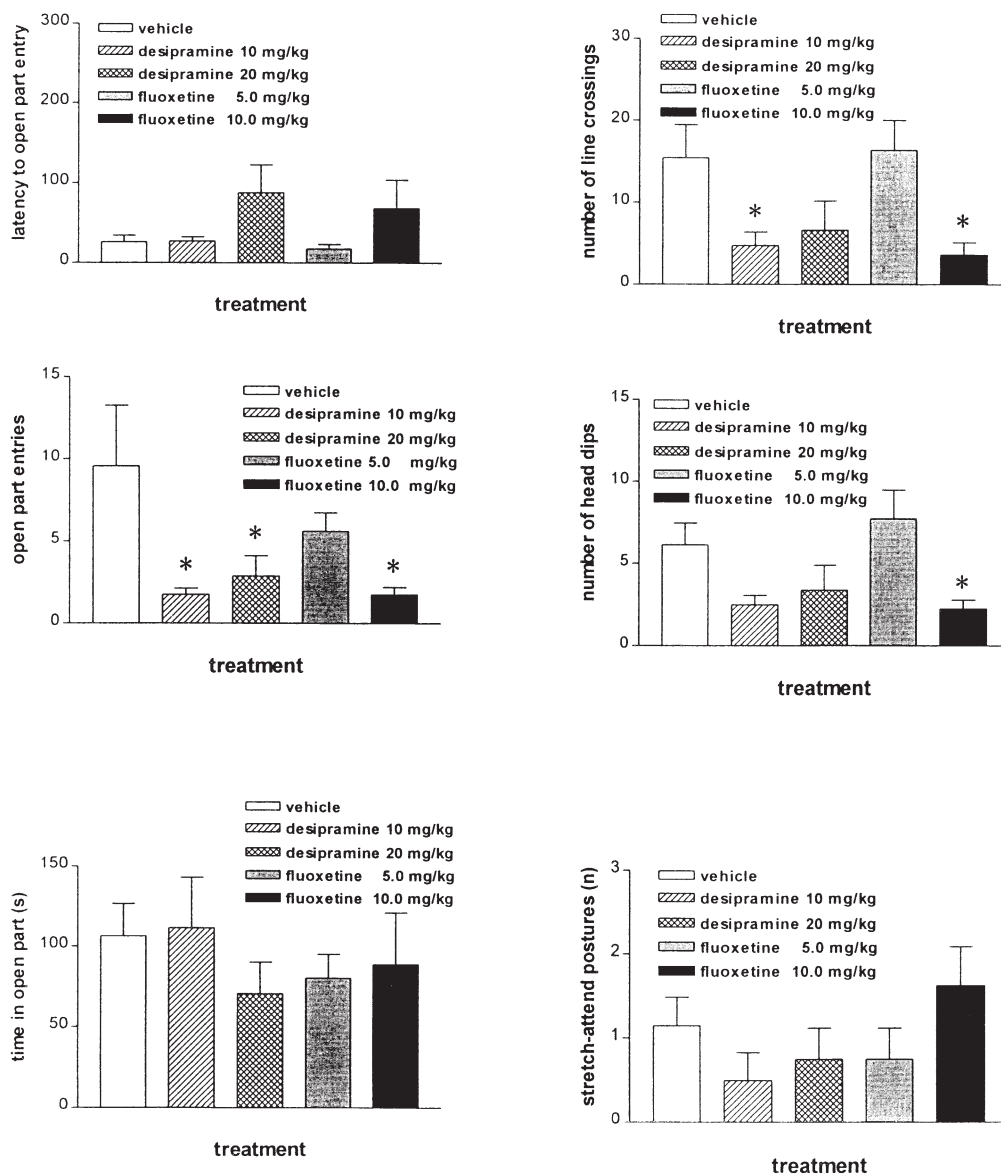 latency to open part entry
300
200
100
0
vehicle
desipramine 10 mg/kg
desipramine 20 mg/kg
fluoxetine 5.0 mg/kg
fluoxetine 10.0 mg/kg
treatment
number of line crossings
30
20
10
0
vehicle
desipramine 10 mg/kg
desipramine 20 mg/kg
fluoxetine 5.0 mg/kg
fluoxetine 10.0 mg/kg
*
*
treatment
open part entries
15
10
5
0
vehicle
desipramine 10 mg/kg
desipramine 20 mg/kg
fluoxetine 5.0 mg/kg
fluoxetine 10.0 mg/kg
*
*
*
treatment
number of head dips
15
10
5
0
vehicle
desipramine 10 mg/kg
desipramine 20 mg/kg
fluoxetine 5.0 mg/kg
fluoxetine 10.0 mg/kg
*
treatment
time in open part (s)
150
100
50
0
vehicle
desipramine 10 mg/kg
desipramine 20 mg/kg
fluoxetine 5.0 mg/kg
fluoxetine 10.0 mg/kg
treatment
stretch-attend postures (n)
3
2
1
0
vehicle
desipramine 10 mg/kg
desipramine 20 mg/kg
fluoxetine 5.0 mg/kg
fluoxetine 10.0 mg/kg
treatment